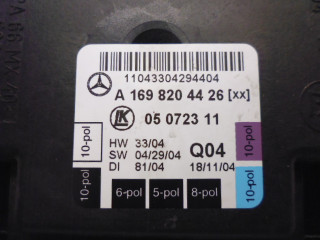 11043304294404
A 169 820 44 26 [xx]
LK 05 0723 11
HW 33/04
SW 04/29/04 Q04
DI 81/04 18/11/04
10-pol
10-pol
10-pol
10-pol
6-pol 5-pol 8-pol